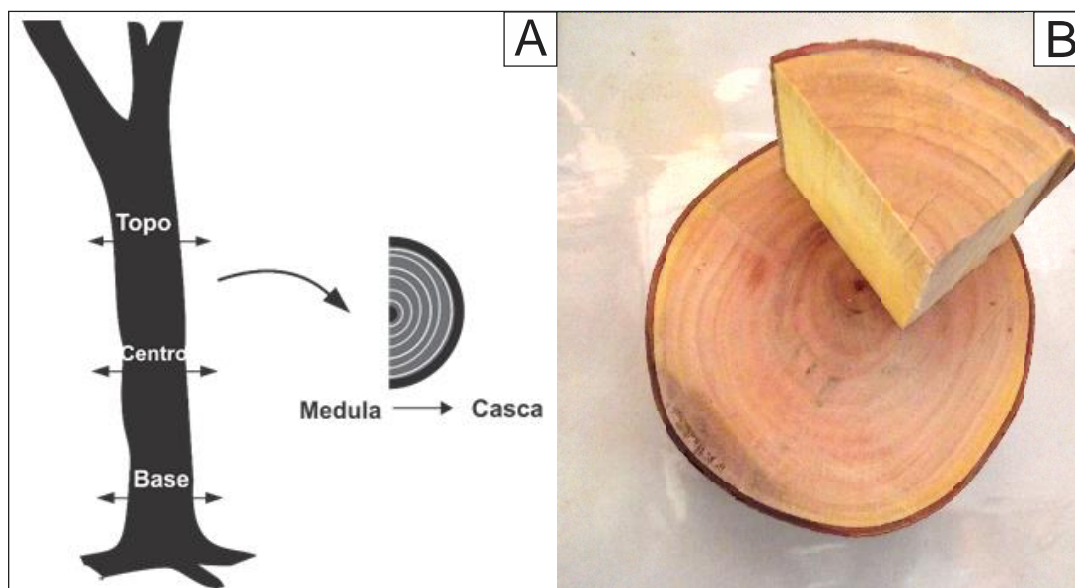 A
B
Topo
Centro
Base
Medula → Casca